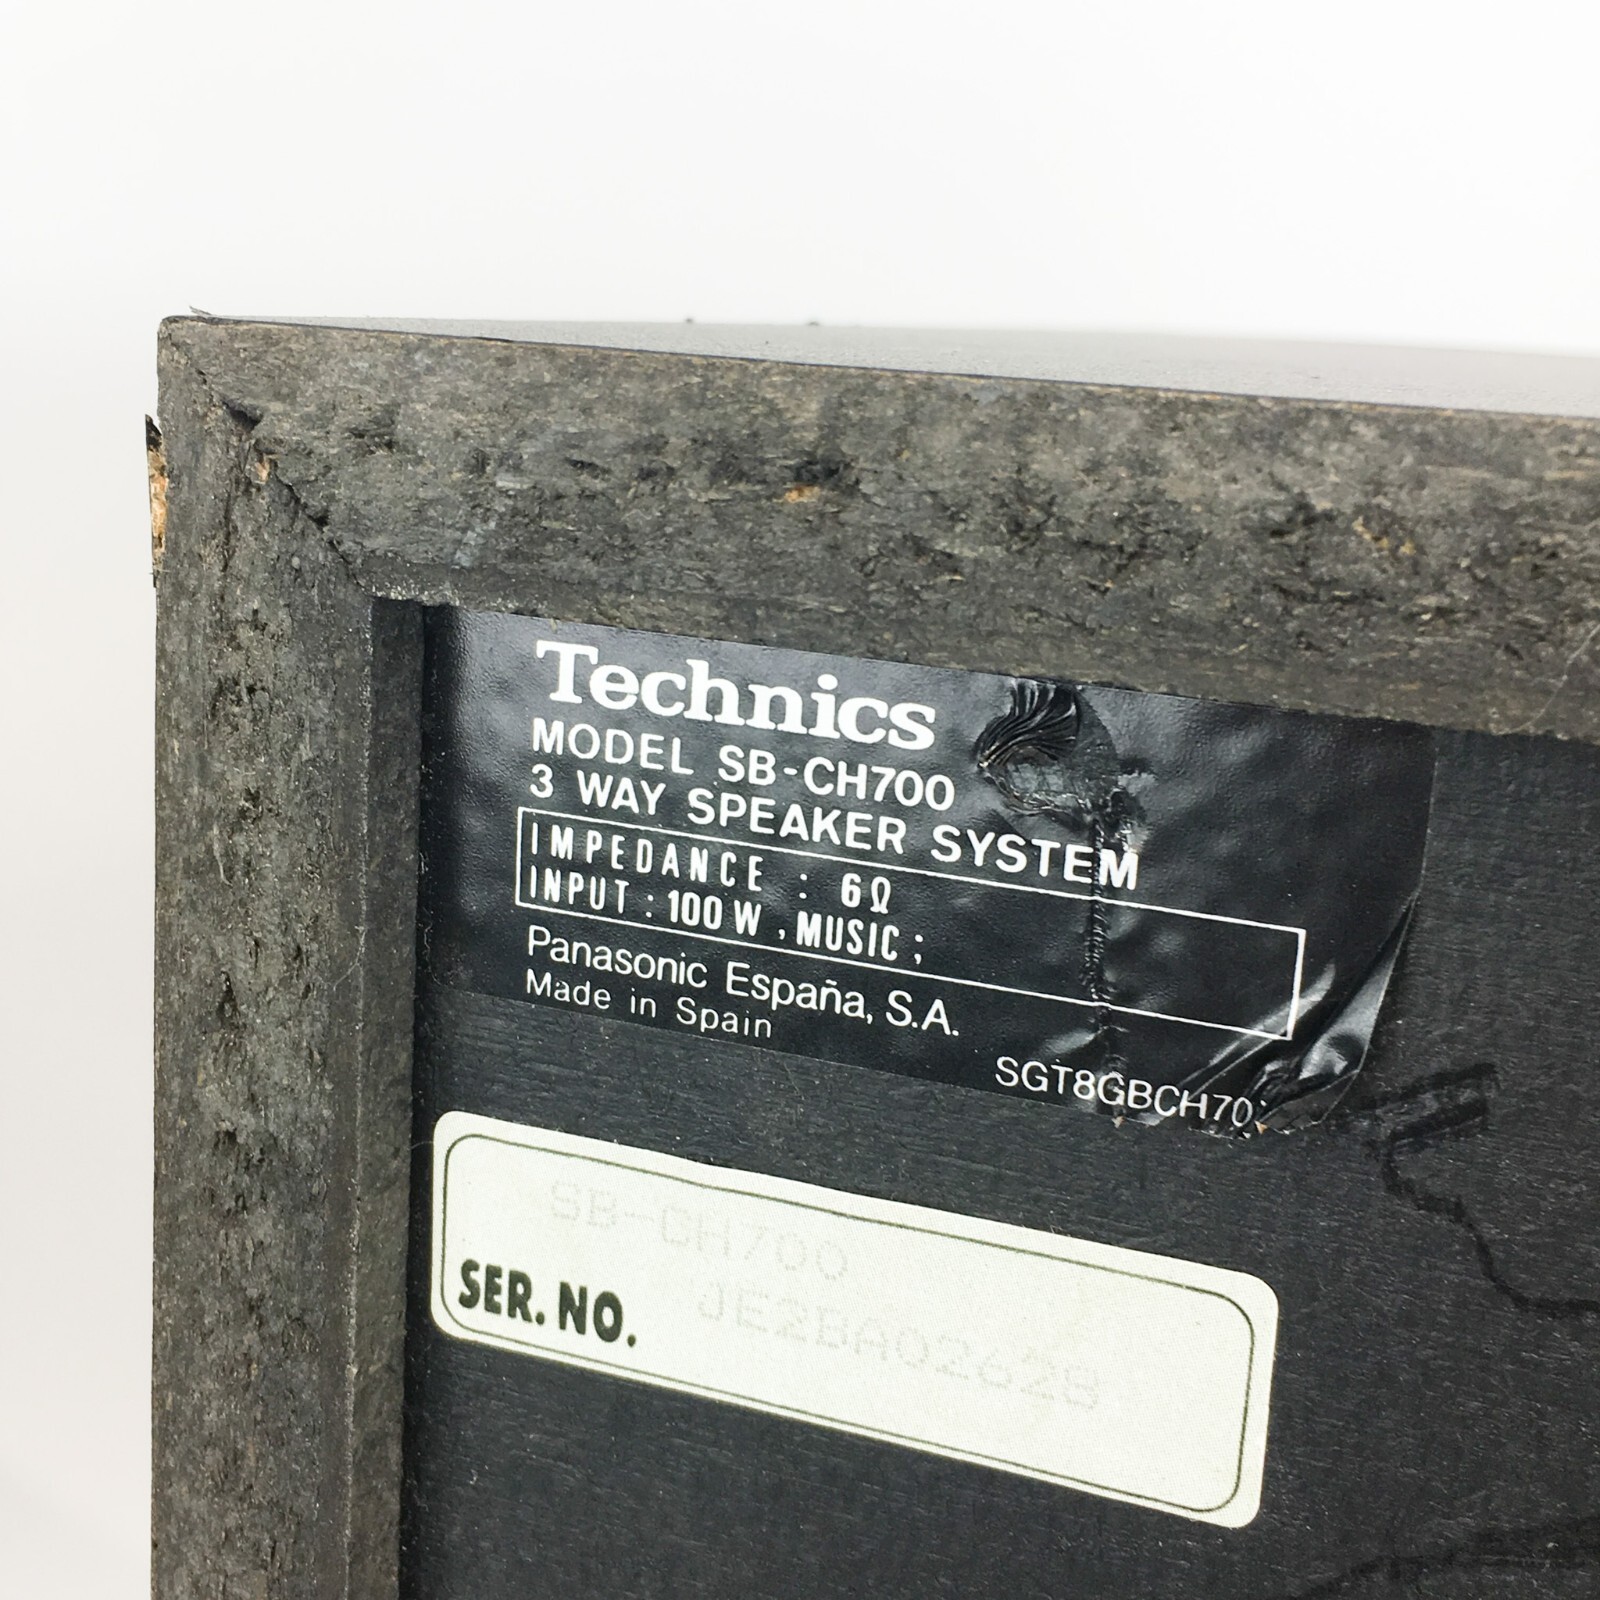 Technics
MODEL SB-CH700
3 WAY SPEAKER SYSTEM
IMPEDANCE : 6Ω
INPUT : 100 W , MUSIC ;
Panasonic España, S.A.
Made in Spain
SGT8GBCH70
SB-CH700
SER. NO. JE2BA02628